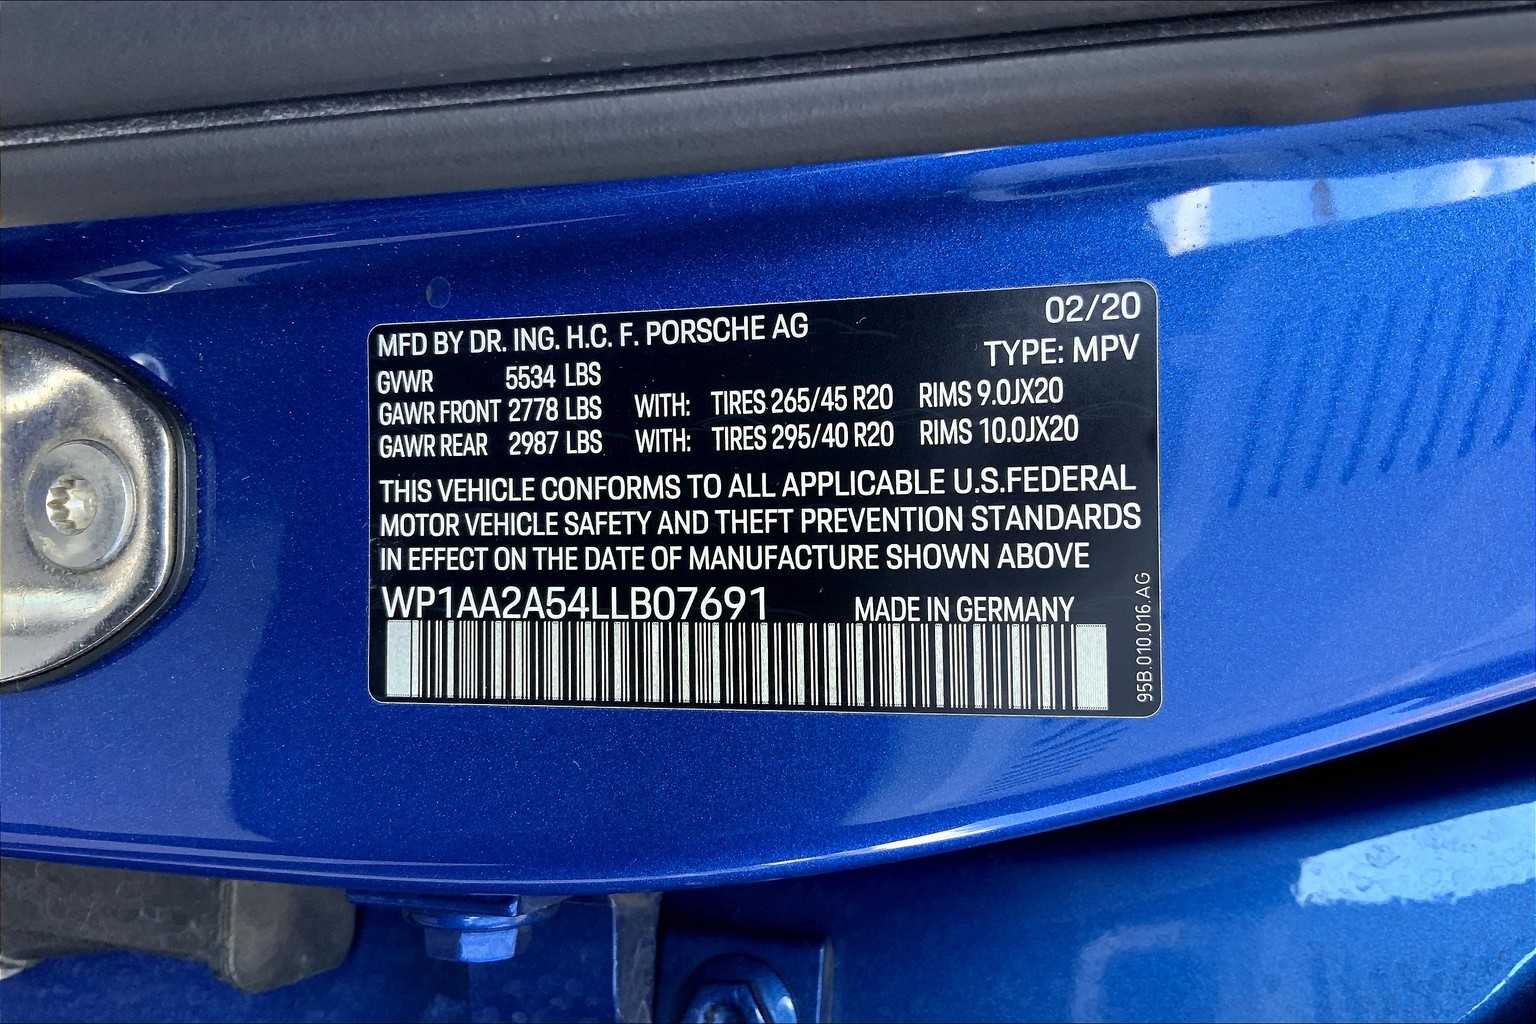 02/20
MFD BY DR. ING. H.C. F. PORSCHE AG
TYPE: MPV
GVWR 5534 LBS
GAWR FRONT 2778 LBS WITH: TIRES 265/45 R20 RIMS 9.0JX20
GAWR REAR 2987 LBS WITH: TIRES 295/40 R20 RIMS 10.0JX20
THIS VEHICLE CONFORMS TO ALL APPLICABLE U.S.FEDERAL
MOTOR VEHICLE SAFETY AND THEFT PREVENTION STANDARDS
IN EFFECT ON THE DATE OF MANUFACTURE SHOWN ABOVE
WP1AA2A54LLB07691 MADE IN GERMANY
95B.010.016.AG